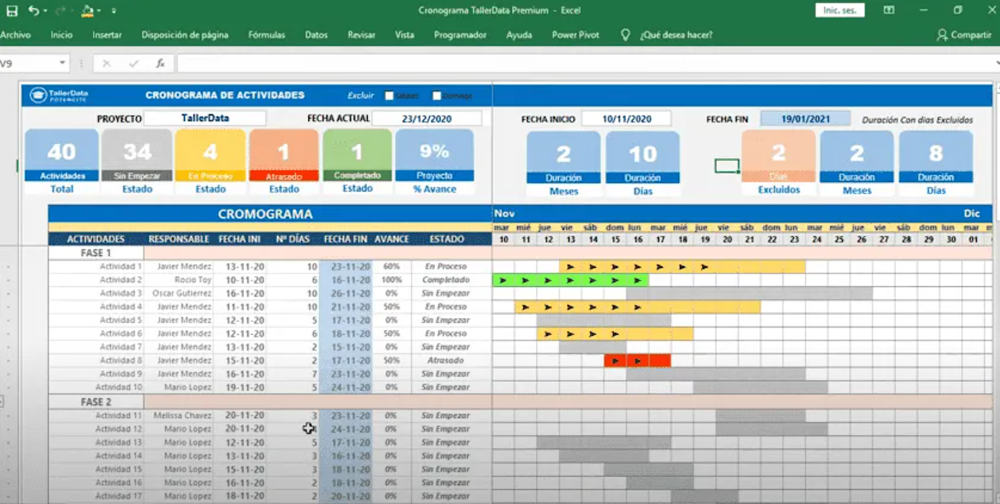 Cronograma TallerData Premium - Excel Inic. ses.
Archivo Inicio Insertar Disposición de página Fórmulas Datos Revisar Vista Programador Ayuda Power Pivot ¿Qué desea hacer? Compartir
V9 fx
TallerData
CRONOGRAMA DE ACTIVIDADES Excluir Sábado Domingo
PROYECTO TallerData FECHA ACTUAL 23/12/2020 FECHA INICIO 10/11/2020 FECHA FIN 19/01/2021 Duración Con dias Excluidos
40 34 4 1 1 9% 2 10 2 2 8
Actividades Sin Empezar En Proceso Atrasado Completado Proyecto Duración Duración Días Duración Duración
Total Estado Estado Estado Estado % Avance Meses Días Excluidos Meses Días
CROMOGRAMA Nov Dic
mar mié jue vie sáb dom lun mar mié jue vie sáb dom lun mar mié jue vie sáb dom lun mar
ACTIVIDADES RESPONSABLE FECHA INI Nº DÍAS FECHA FIN AVANCE ESTADO 10 11 12 13 14 15 16 17 18 19 20 21 22 23 24 25 26 27 28 29 30 01
FASE 1
Actividad 1 Javier Mendez 13-11-20 10 23-11-20 60% En Proceso
Actividad 2 Rocio Toy 10-11-20 6 16-11-20 100% Completado
Actividad 3 Oscar Gutierrez 16-11-20 10 26-11-20 0% Sin Empezar
Actividad 4 Javier Mendez 11-11-20 10 21-11-20 50% En Proceso
Actividad 5 Javier Mendez 12-11-20 5 17-11-20 0% Sin Empezar
Actividad 6 Javier Mendez 12-11-20 6 18-11-20 50% En Proceso
Actividad 7 Javier Mendez 13-11-20 2 15-11-20 0% Sin Empezar
Actividad 8 Javier Mendez 15-11-20 2 17-11-20 50% Atrasado
Actividad 9 Javier Mendez 16-11-20 7 23-11-20 0% Sin Empezar
Actividad 10 Mario Lopez 19-11-20 5 24-11-20 0% Sin Empezar
FASE 2
Actividad 11 Melissa Chavez 20-11-20 3 23-11-20 0% Sin Empezar
Actividad 12 Mario Lopez 20-11-20 24-11-20 0% Sin Empezar
Actividad 13 Mario Lopez 12-11-20 5 17-11-20 0% Sin Empezar
Actividad 14 Mario Lopez 13-11-20 3 16-11-20 0% Sin Empezar
Actividad 15 Mario Lopez 15-11-20 3 18-11-20 0% Sin Empezar
Actividad 16 Mario Lopez 16-11-20 2 18-11-20 0% Sin Empezar
Actividad 17 Mario Lopez 18-11-20 2 20-11-20 0% Sin Empezar